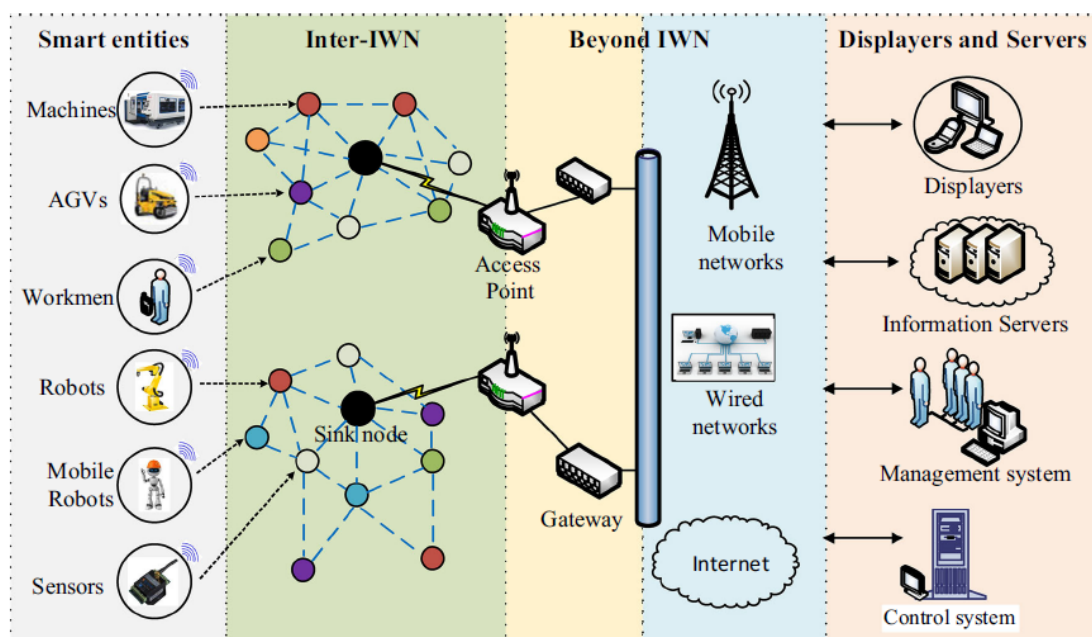 Smart entities
Inter-IWN
Beyond IWN
Displayers and Servers
Machines
AGVs
Workmen
Robots
Mobile
Robots
Sensors
Sink node
Access
Point
Gateway
Mobile
networks
Wired
networks
Internet
Displayers
Information Servers
Management system
Control system